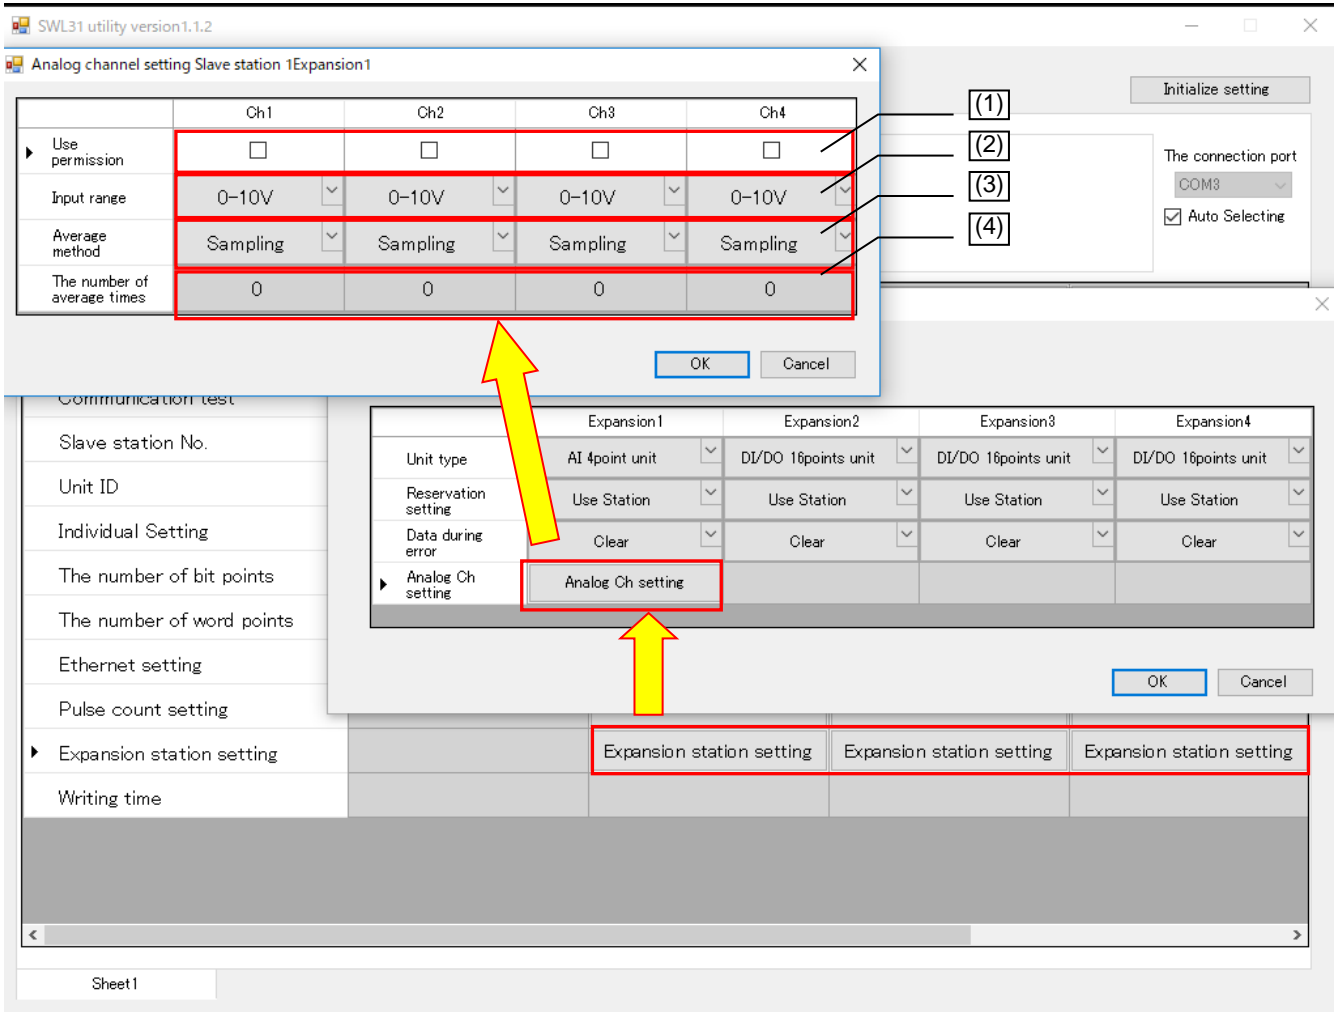 SWL31 utility version1.1.2
Analog channel setting Slave station 1Expansion1
Initialize setting
Ch1 Ch2 Ch3 Ch4
(1)
Use
permission
(2)
The connection port
Input range 0-10V 0-10V 0-10V 0-10V
(3)
COM3
Auto Selecting
Average
method
Sampling Sampling Sampling Sampling
(4)
The number of
average times
0 0 0 0
OK Cancel
Communication test
Expansion1 Expansion2 Expansion3 Expansion4
Slave station No.
Unit type AI 4point unit DI/DO 16points unit DI/DO 16points unit DI/DO 16points unit
Unit ID
Reservation
setting
Use Station Use Station Use Station Use Station
Individual Setting
Data during
error
Clear Clear Clear Clear
The number of bit points
Analog Ch
setting
Analog Ch setting
The number of word points
Ethernet setting
OK Cancel
Pulse count setting
Expansion station setting Expansion station setting Expansion station setting Expansion station setting
Writing time
Sheet1